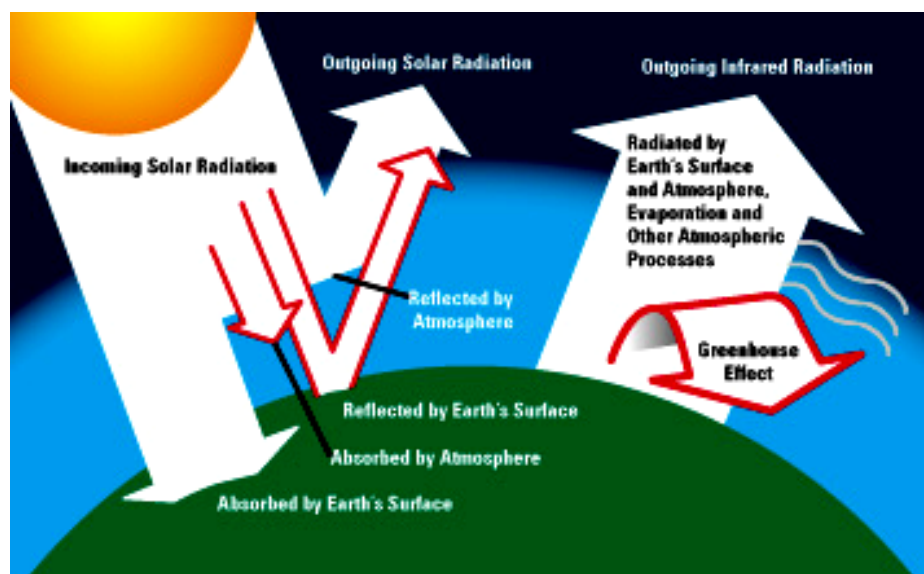 Outgoing Solar Radiation
Outgoing Infrared Radiation
Incoming Solar Radiation
Radiated by
Earth's Surface
and Atmosphere,
Evaporation and
Other Atmospheric
Processes
Reflected by
Atmosphere
Greenhouse
Effect
Reflected by Earth's Surface
Absorbed by Atmosphere
Absorbed by Earth's Surface